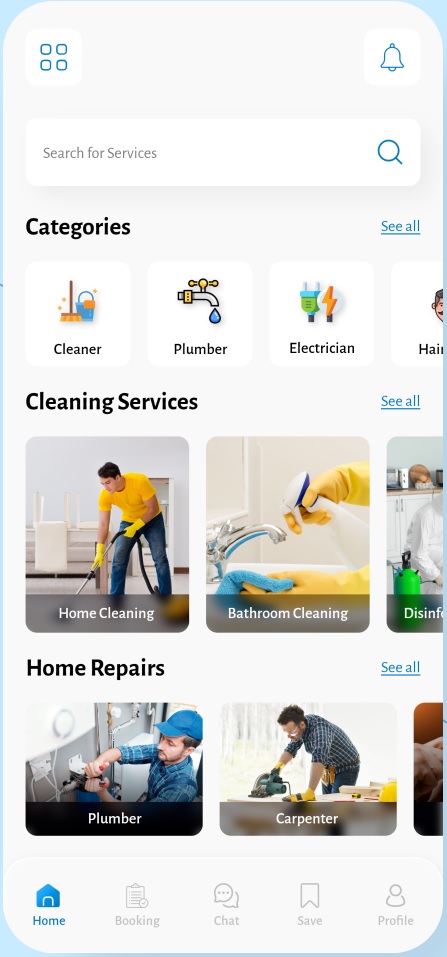 Search for Services
Categories
See all
Cleaner
Plumber
Electrician
Hair
Cleaning Services
See all
Home Cleaning
Bathroom Cleaning
Disinfe
Home Repairs
See all
Plumber
Carpenter
Home
Booking
Chat
Save
Profile